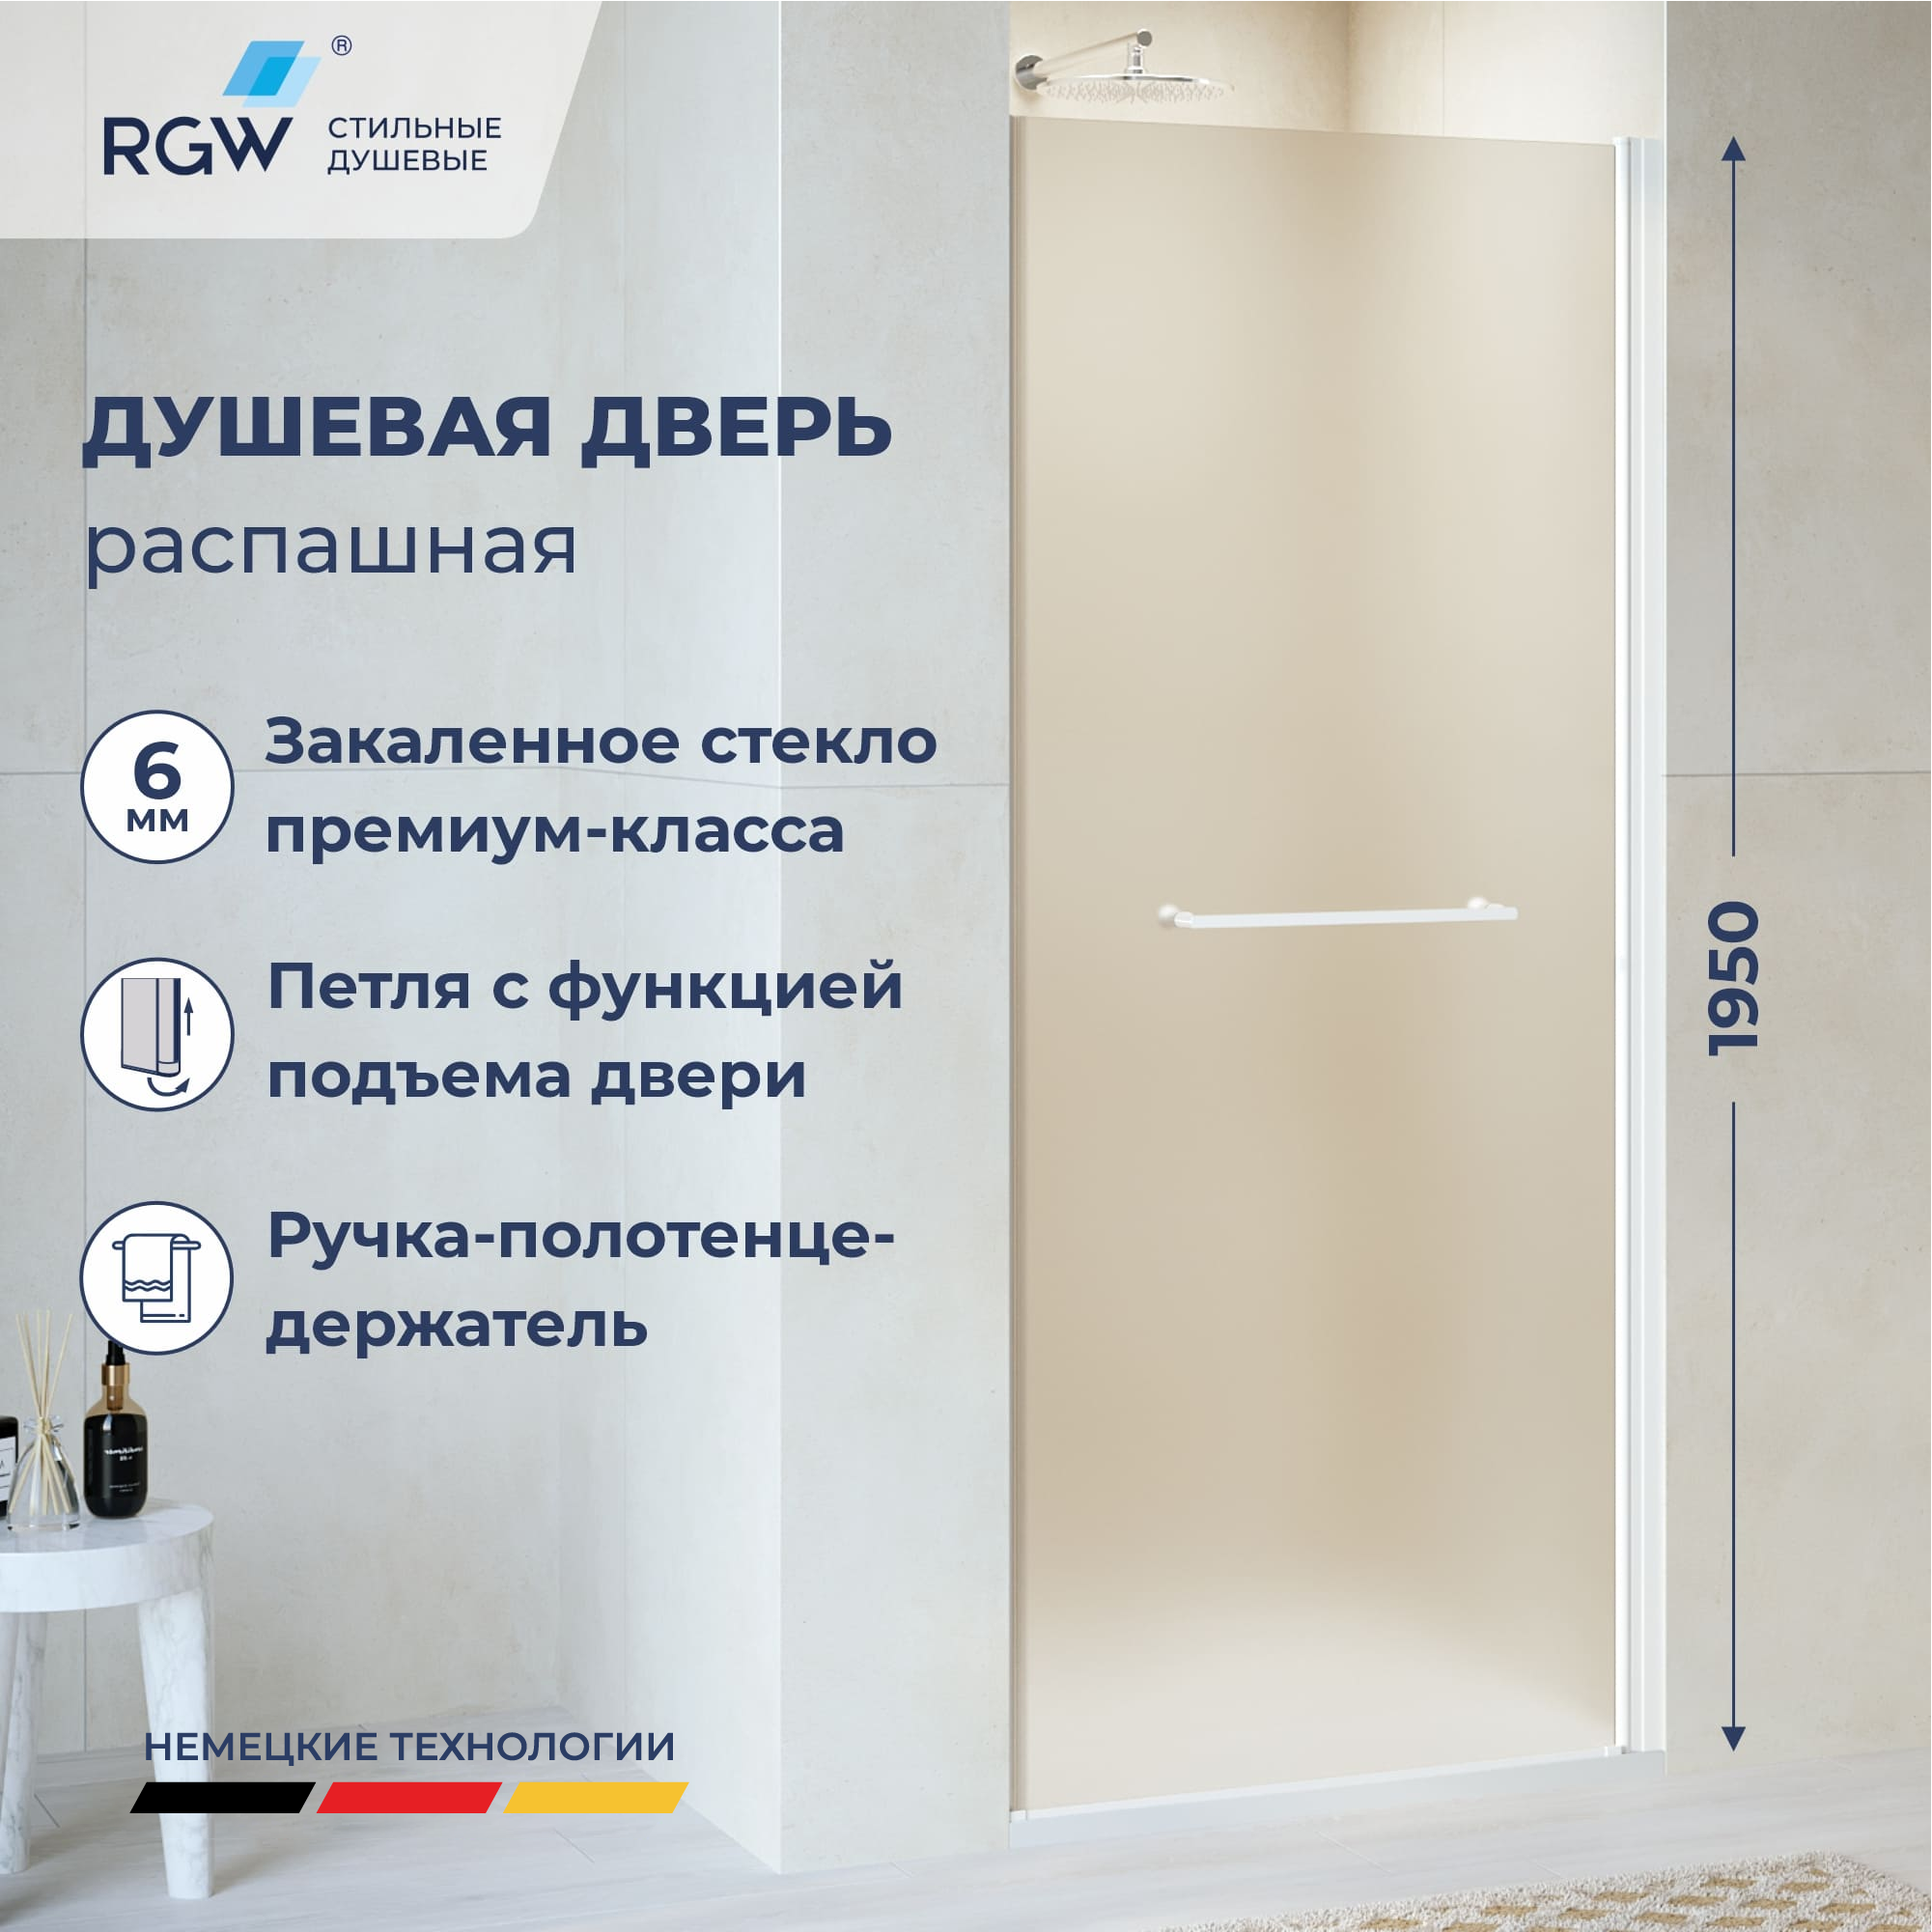 ®
RGW
СТИЛЬНЫЕ
ДУШЕВЫЕ
ДУШЕВАЯ ДВЕРЬ
распашная
6
мм
Закаленное стекло
премиум-класса
Петля с функцией
подъема двери
Ручка-полотенце-
держатель
1950
НЕМЕЦКИЕ ТЕХНОЛОГИИ